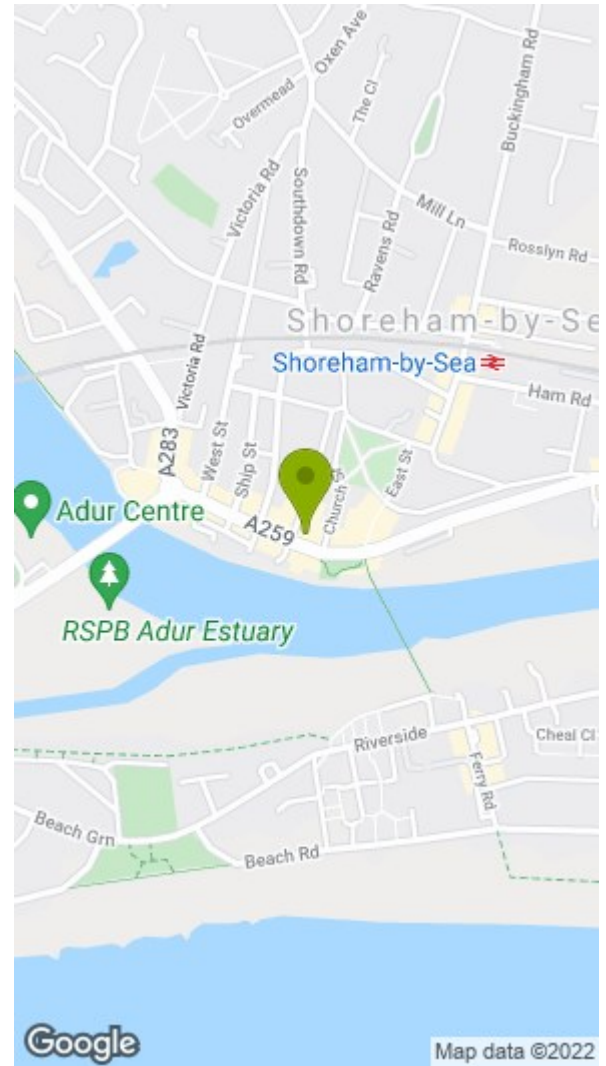 Oxen Ave
Overmead
The Cl
Buckingham Rd
Victoria Rd
Southdown Rd
Mill Ln
Ravens Rd
Rosslyn Rd
Shoreham-by-Se
Shoreham-by-Sea
Victoria Rd
Ham Rd
A283
West St
Ship St
Church St
East St
Adur Centre
A259
RSPB Adur Estuary
Riverside
Cheal Cl
Ferry Rd
Beach Grn
Beach Rd
Google
Map data ©2022